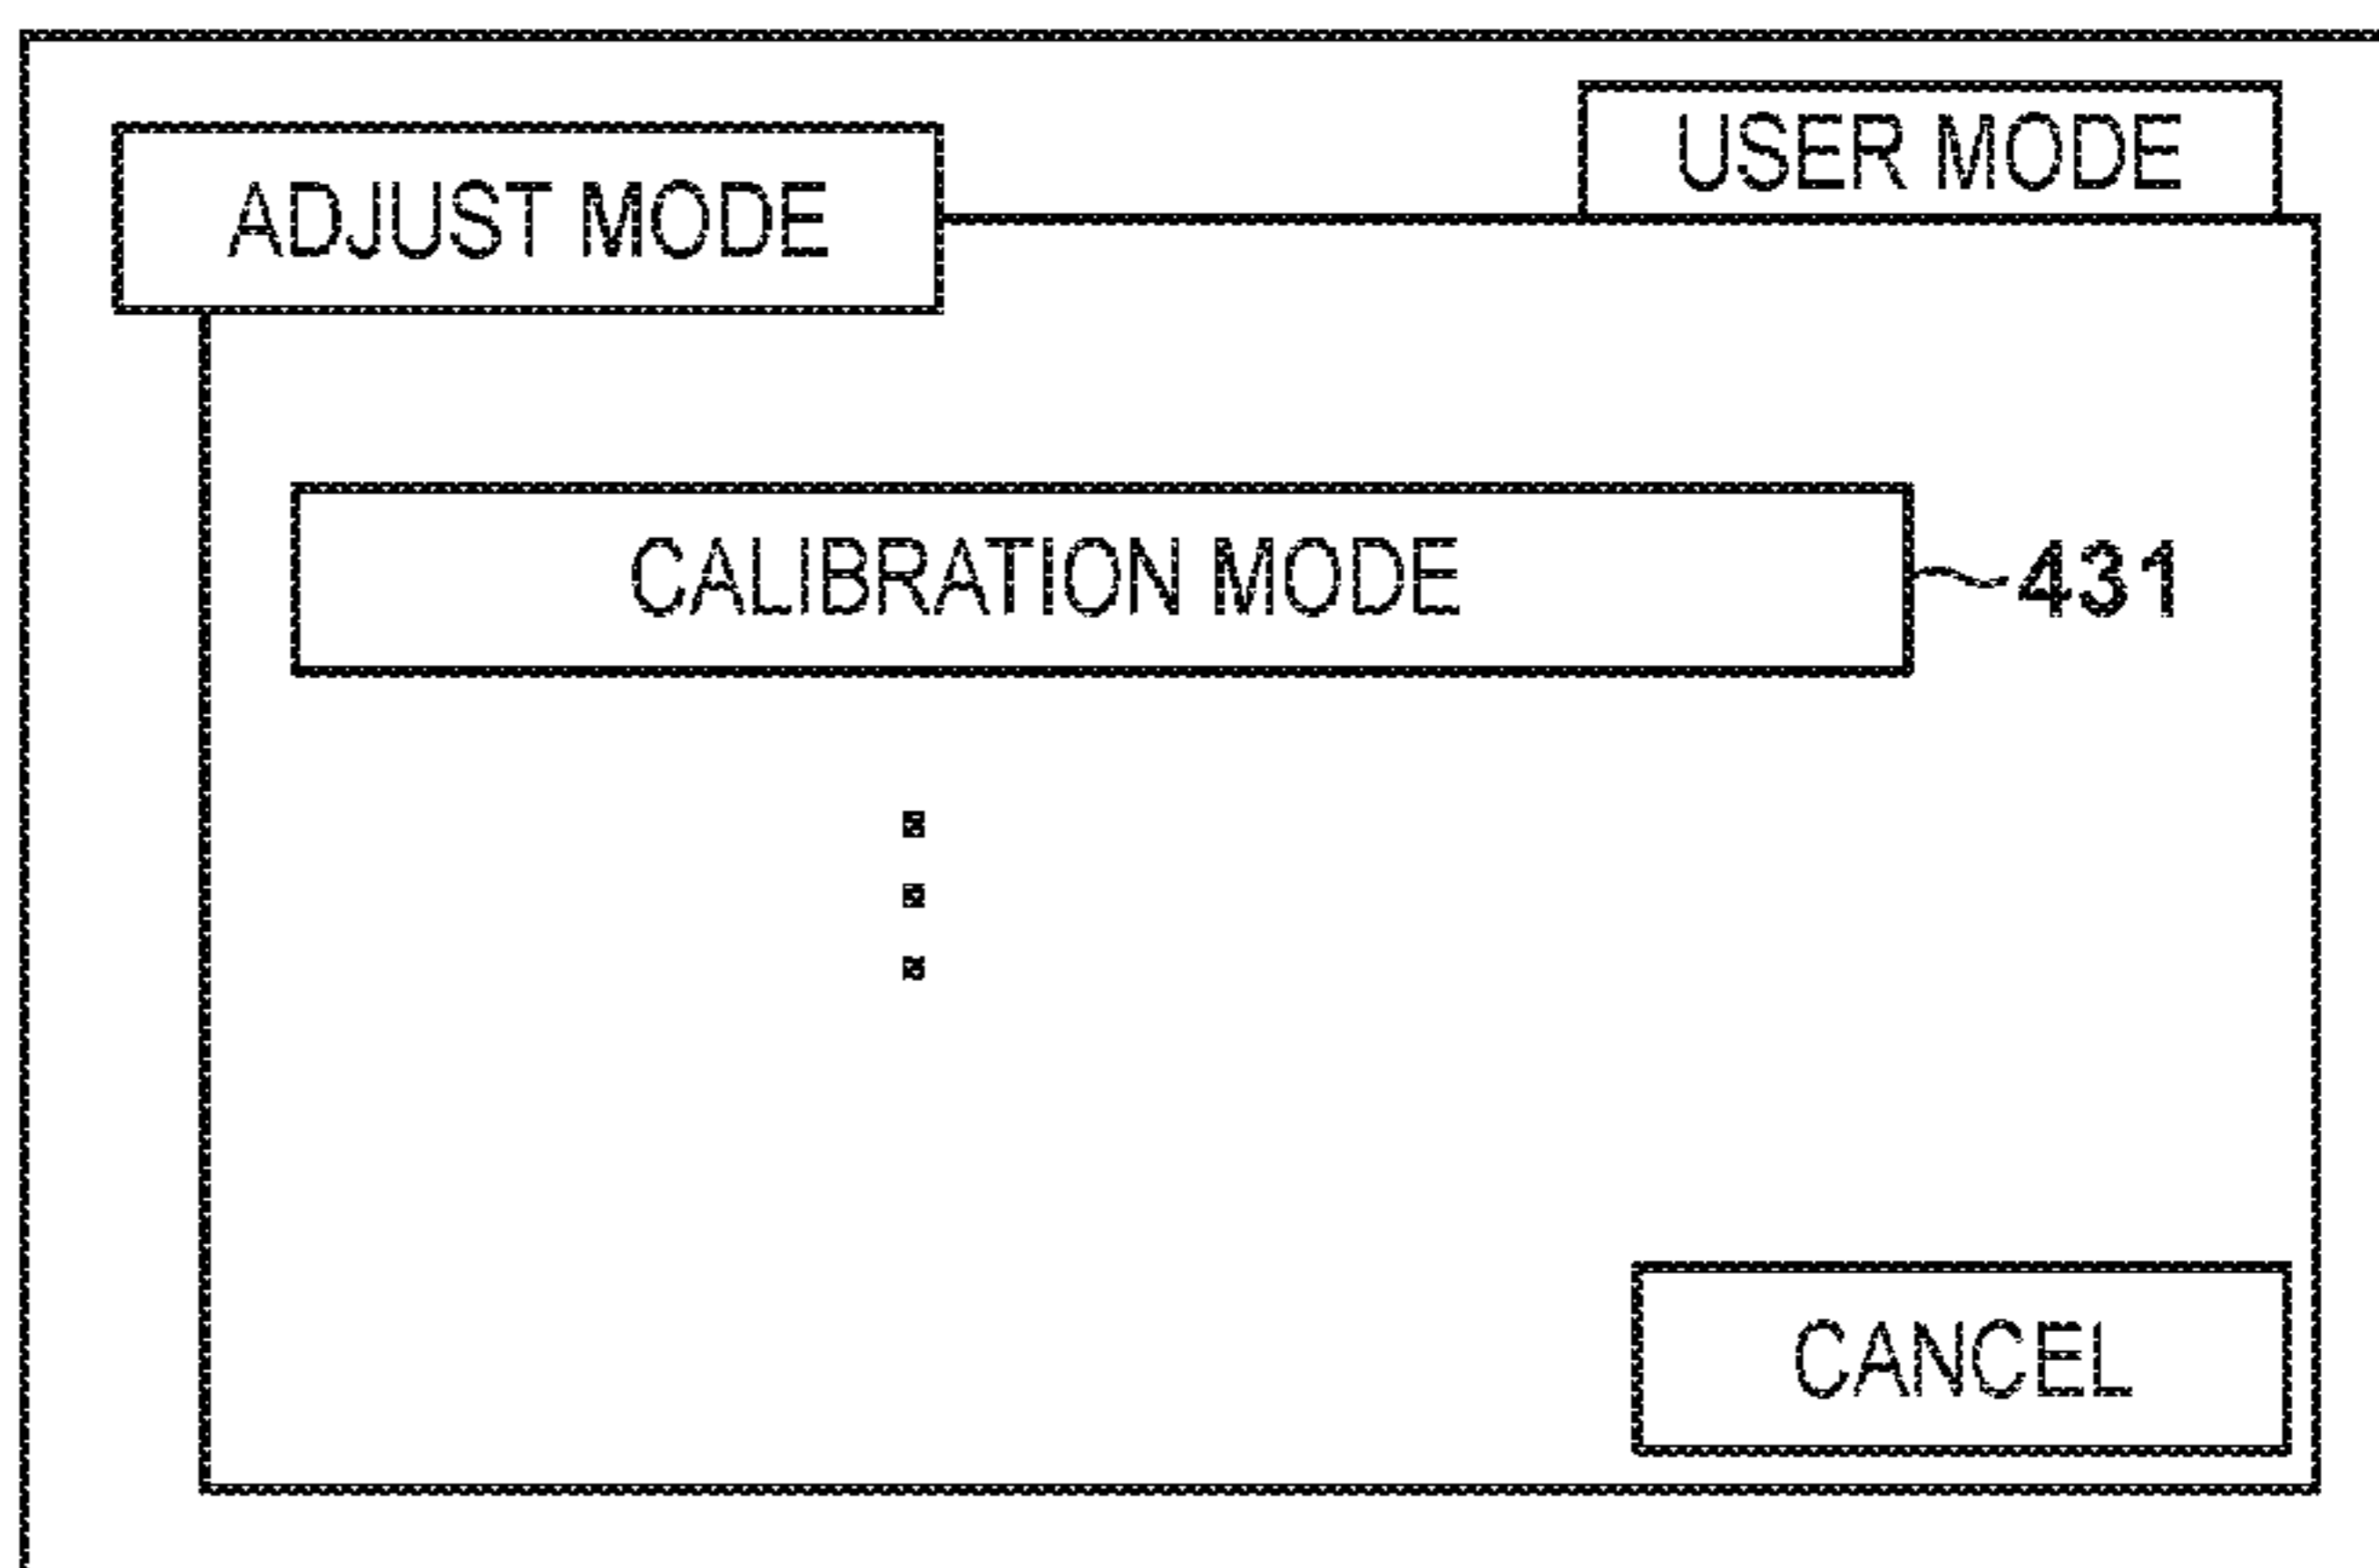 USER MODE
ADJUST MODE
CALIBRATION MODE
431
CANCEL